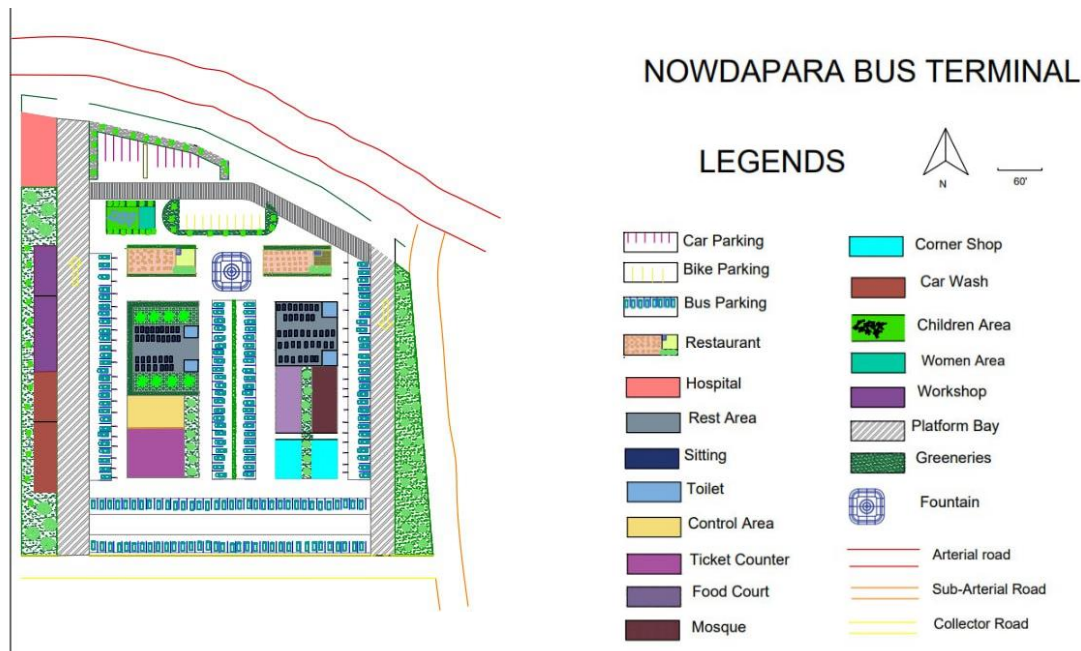 NOWDAPARA BUS TERMINAL
LEGENDS
N
60'
Car Parking
Bike Parking
Bus Parking
Restaurant
Hospital
Rest Area
Sitting
Toilet
Control Area
Ticket Counter
Food Court
Mosque
Corner Shop
Car Wash
Children Area
Women Area
Workshop
Platform Bay
Greeneries
Fountain
Arterial road
Sub-Arterial Road
Collector Road